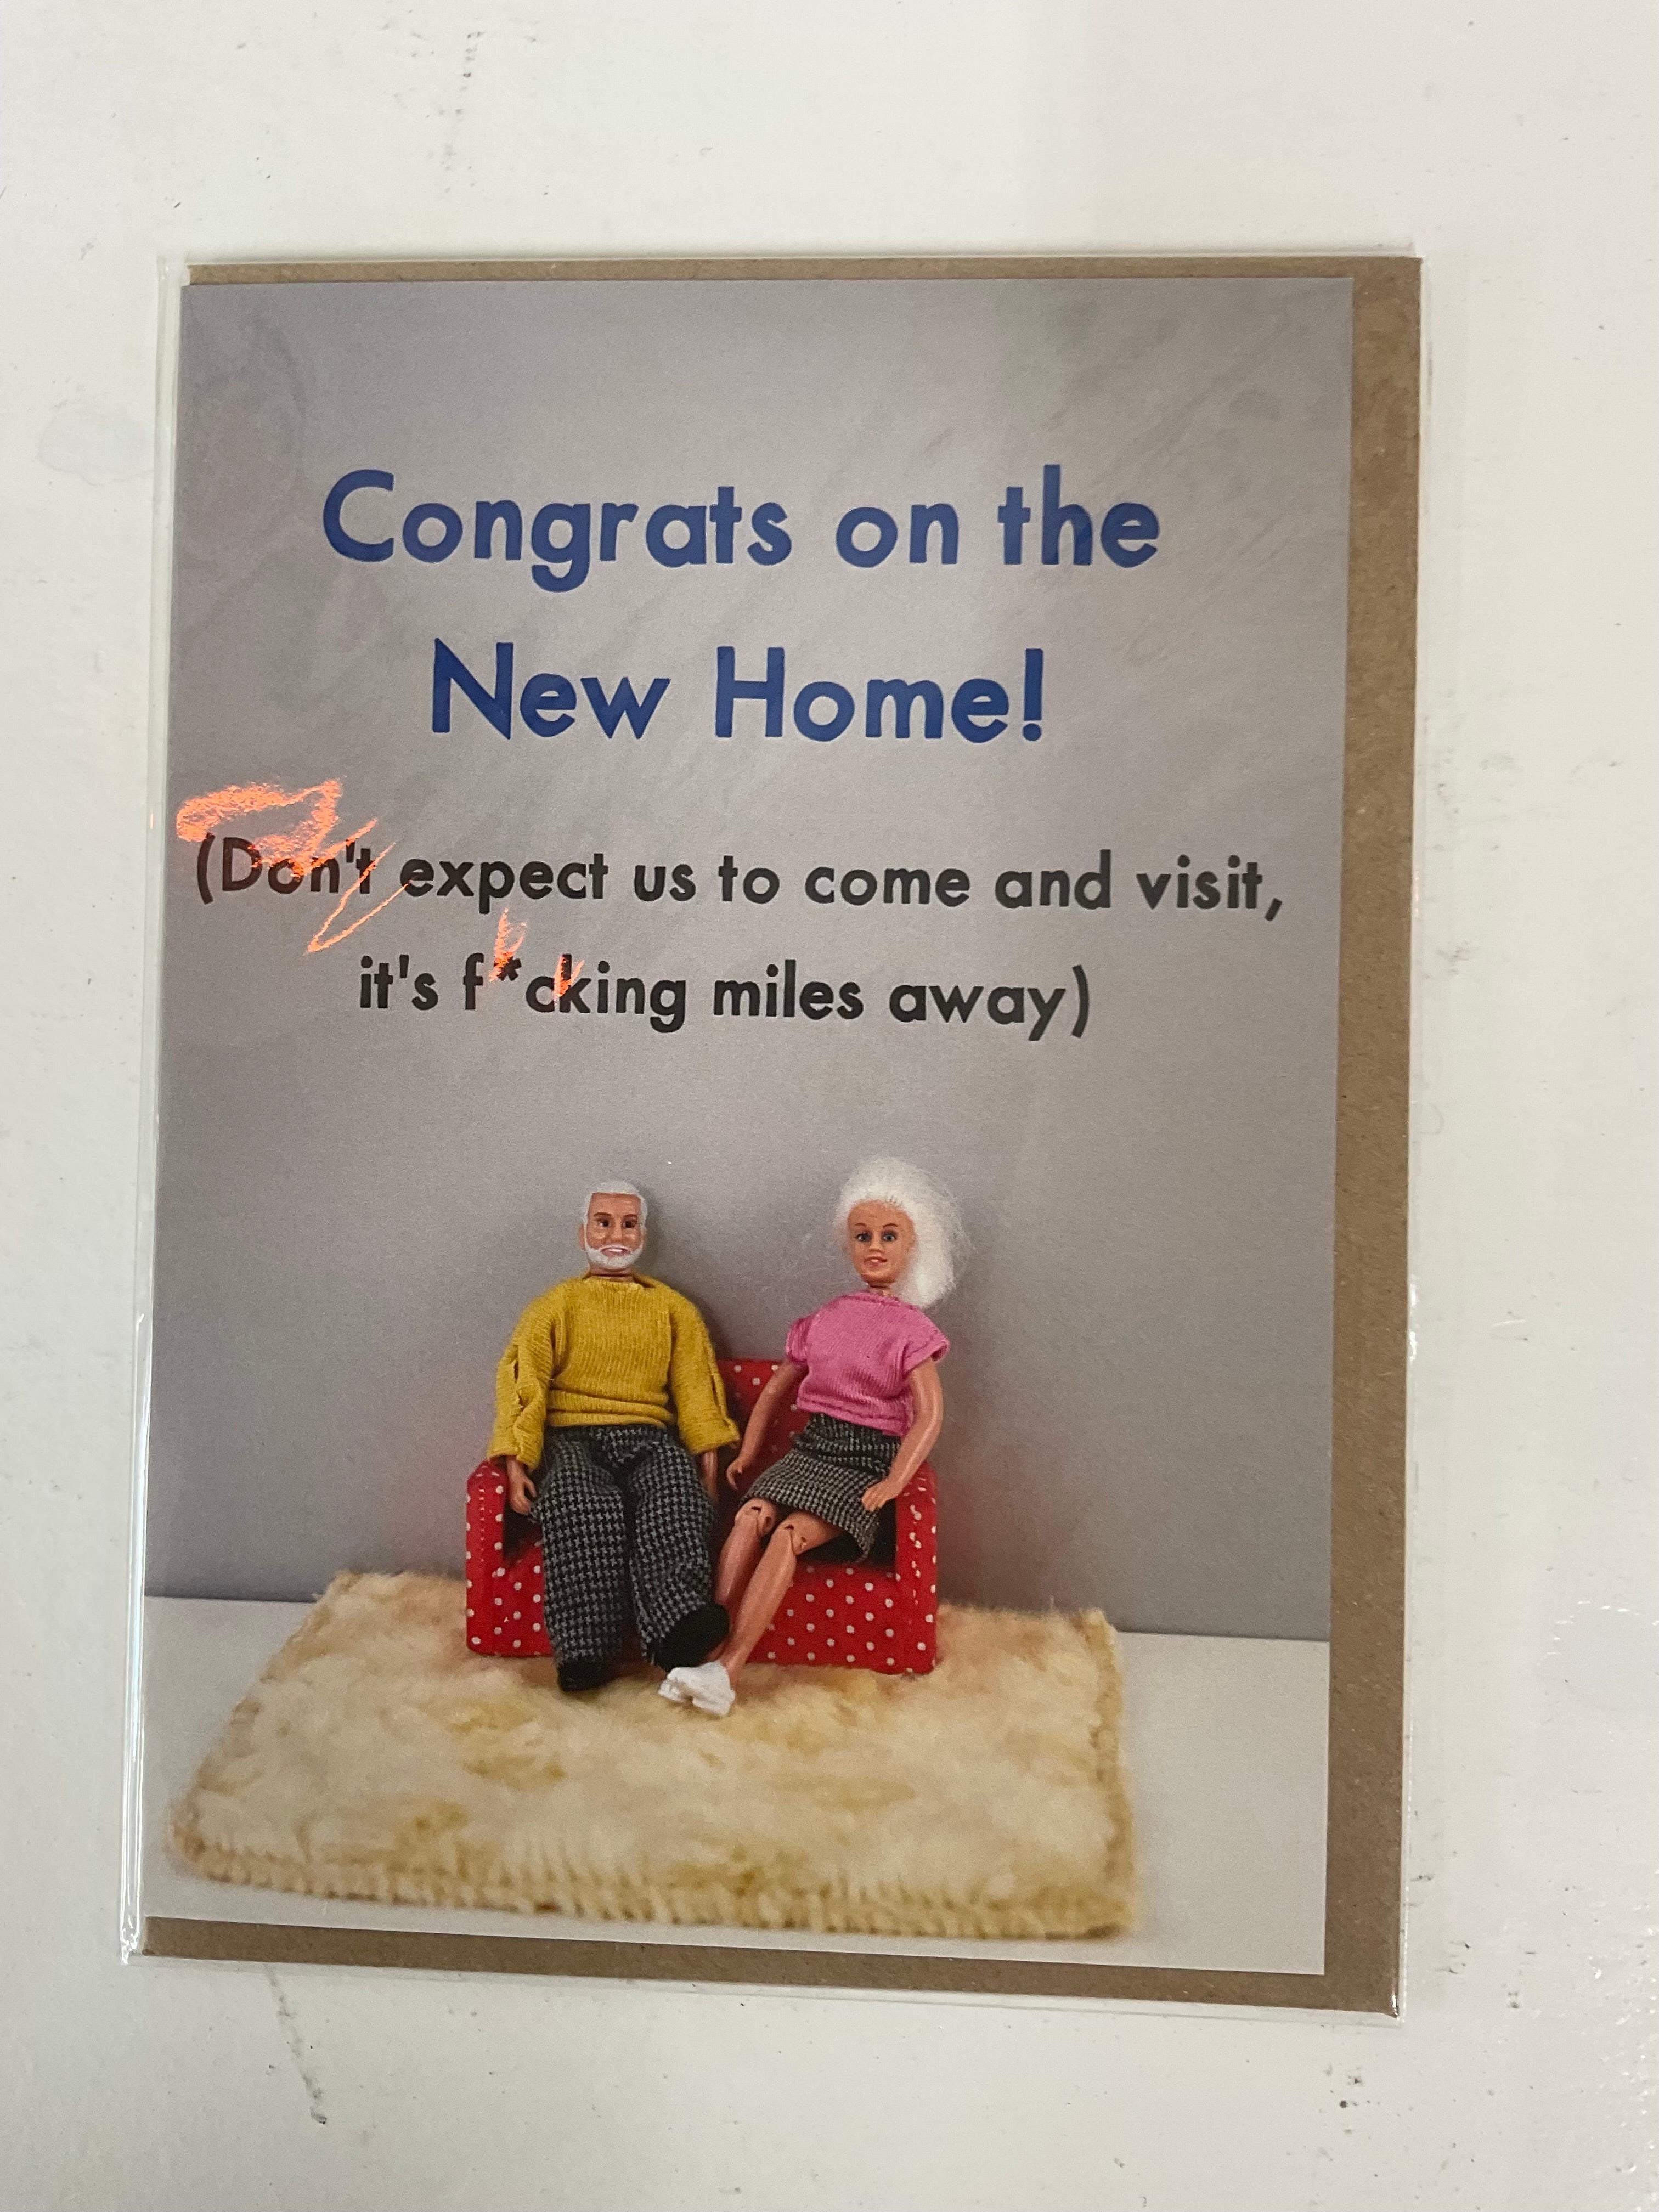 Congrats on the
New Home!
(Don't expect us to come and visit,
it's f*cking miles away)